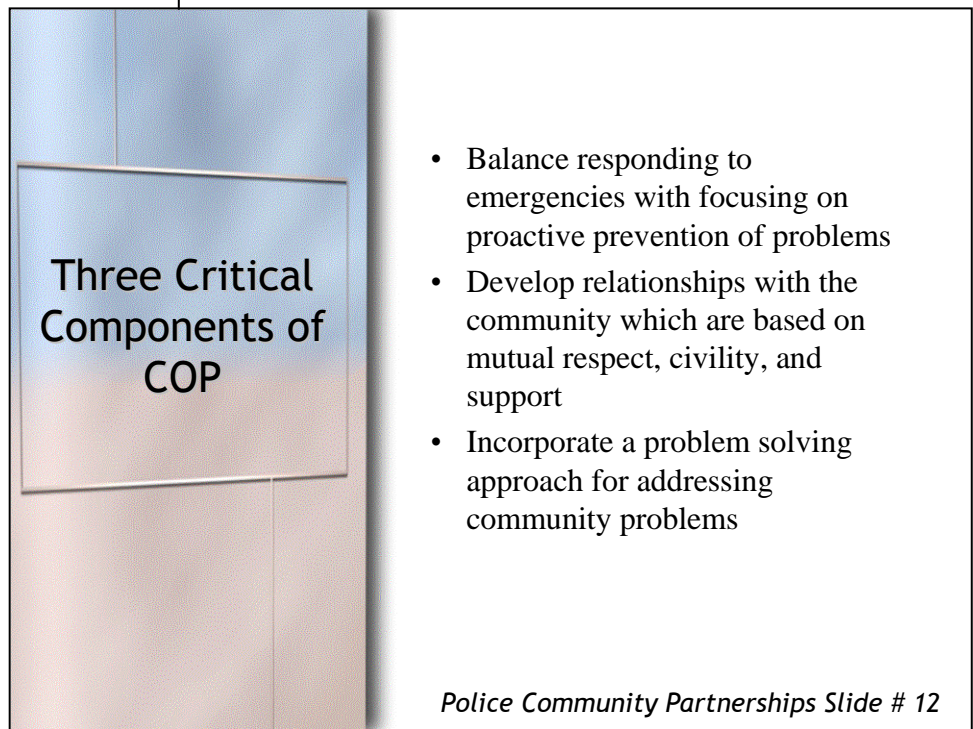 Three Critical
Components of
COP
• Balance responding to
emergencies with focusing on
proactive prevention of problems
• Develop relationships with the
community which are based on
mutual respect, civility, and
support
• Incorporate a problem solving
approach for addressing
community problems
Police Community Partnerships Slide # 12